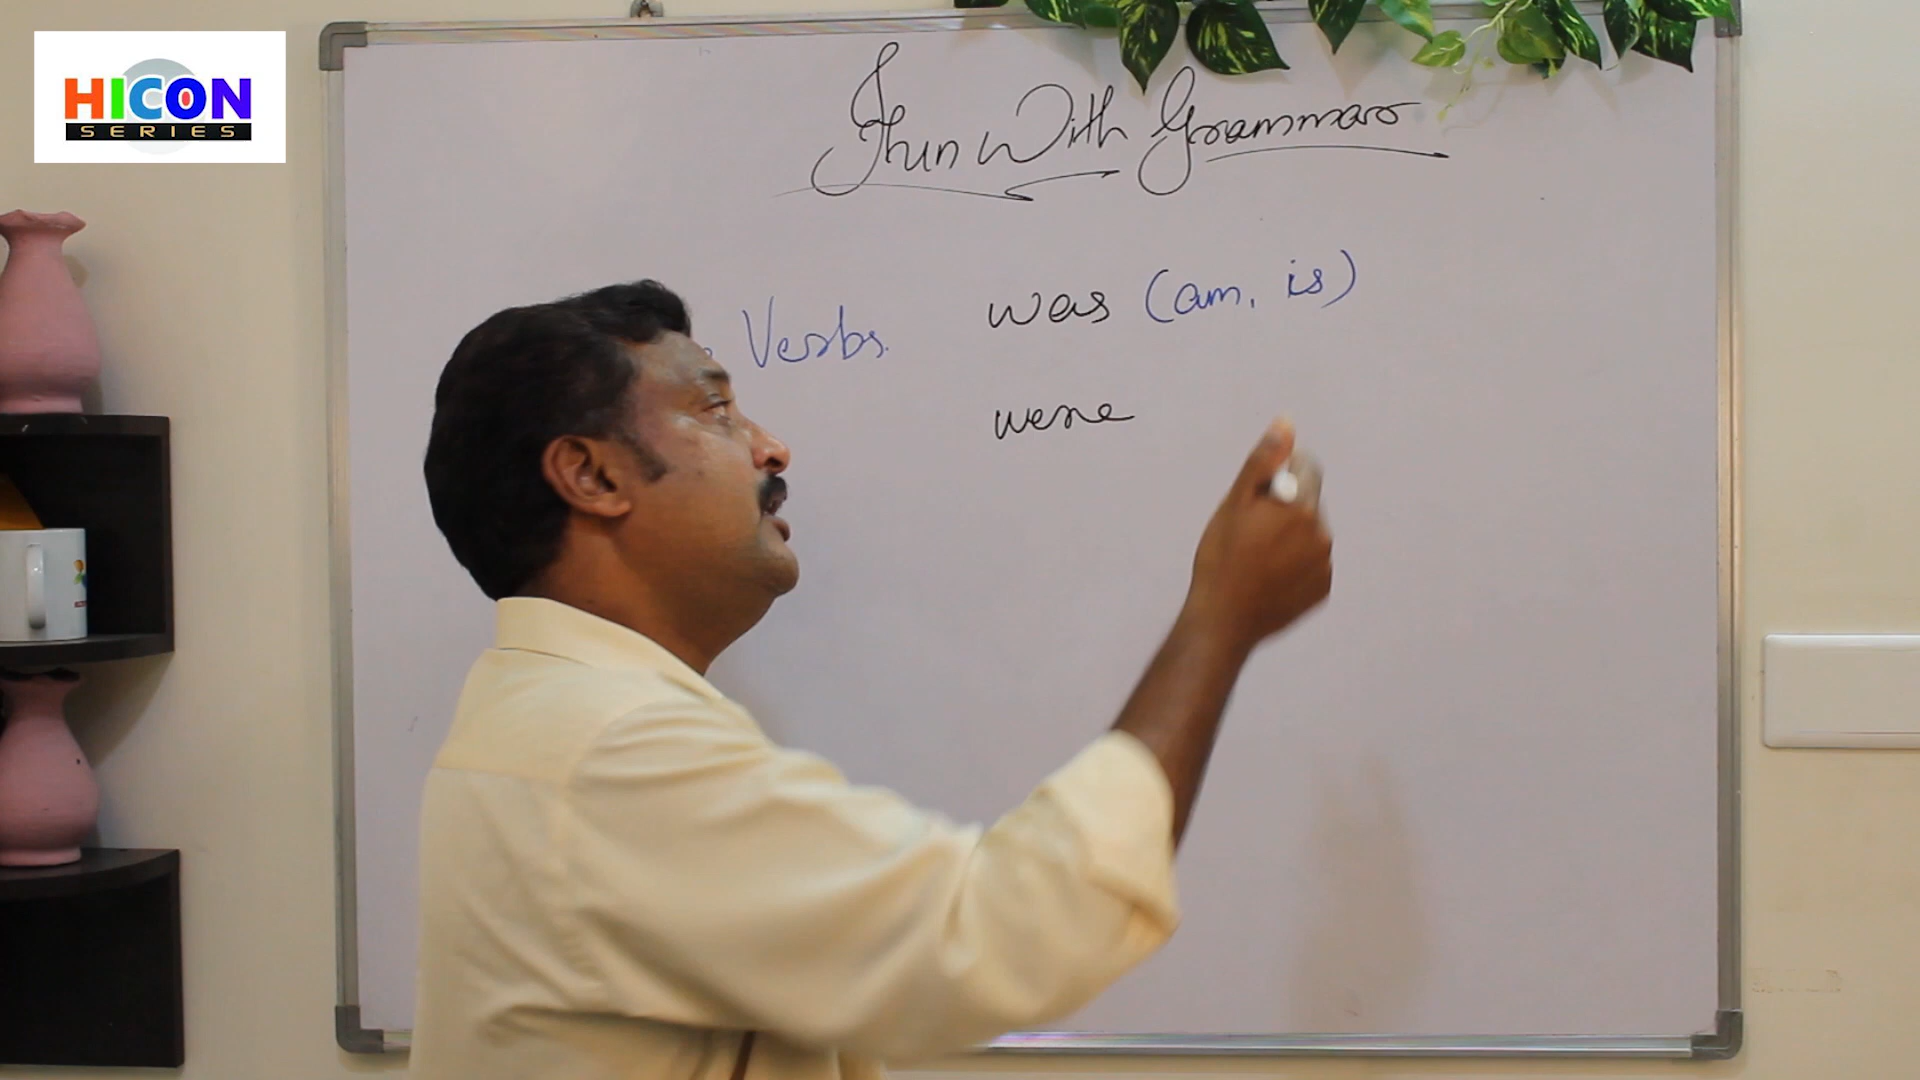 HICON
SERIES
Fun With Grammar
Verbs.
was (am, is)
were